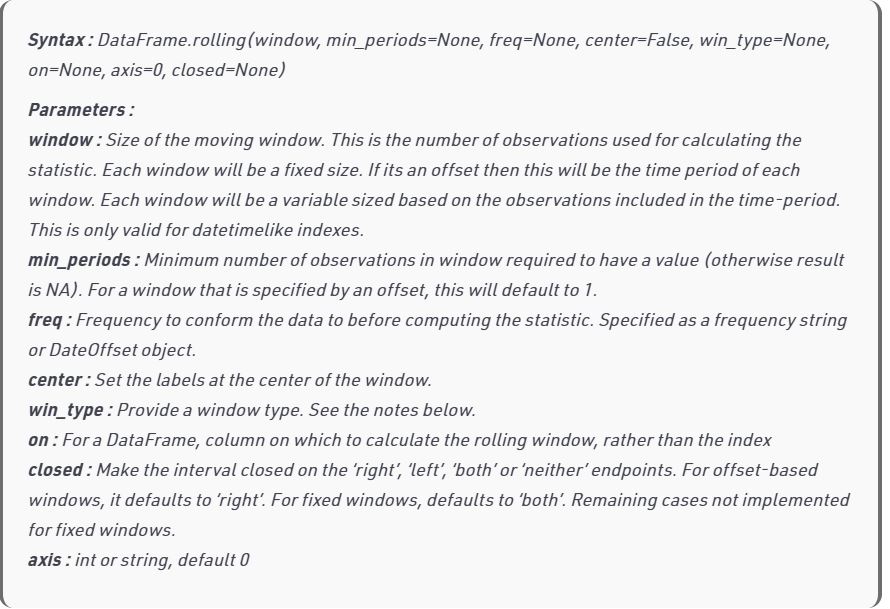 Syntax : DataFrame.rolling(window, min_periods=None, freq=None, center=False, win_type=None,
on=None, axis=0, closed=None)
Parameters :
window : Size of the moving window. This is the number of observations used for calculating the
statistic. Each window will be a fixed size. If its an offset then this will be the time period of each
window. Each window will be a variable sized based on the observations included in the time-period.
This is only valid for datetimelike indexes.
min_periods : Minimum number of observations in window required to have a value (otherwise result
is NA). For a window that is specified by an offset, this will default to 1.
freq : Frequency to conform the data to before computing the statistic. Specified as a frequency string
or DateOffset object.
center : Set the labels at the center of the window.
win_type : Provide a window type. See the notes below.
on : For a DataFrame, column on which to calculate the rolling window, rather than the index
closed : Make the interval closed on the ‘right’, ‘left’, ‘both’ or ‘neither’ endpoints. For offset-based
windows, it defaults to ‘right’. For fixed windows, defaults to ‘both’. Remaining cases not implemented
for fixed windows.
axis : int or string, default 0